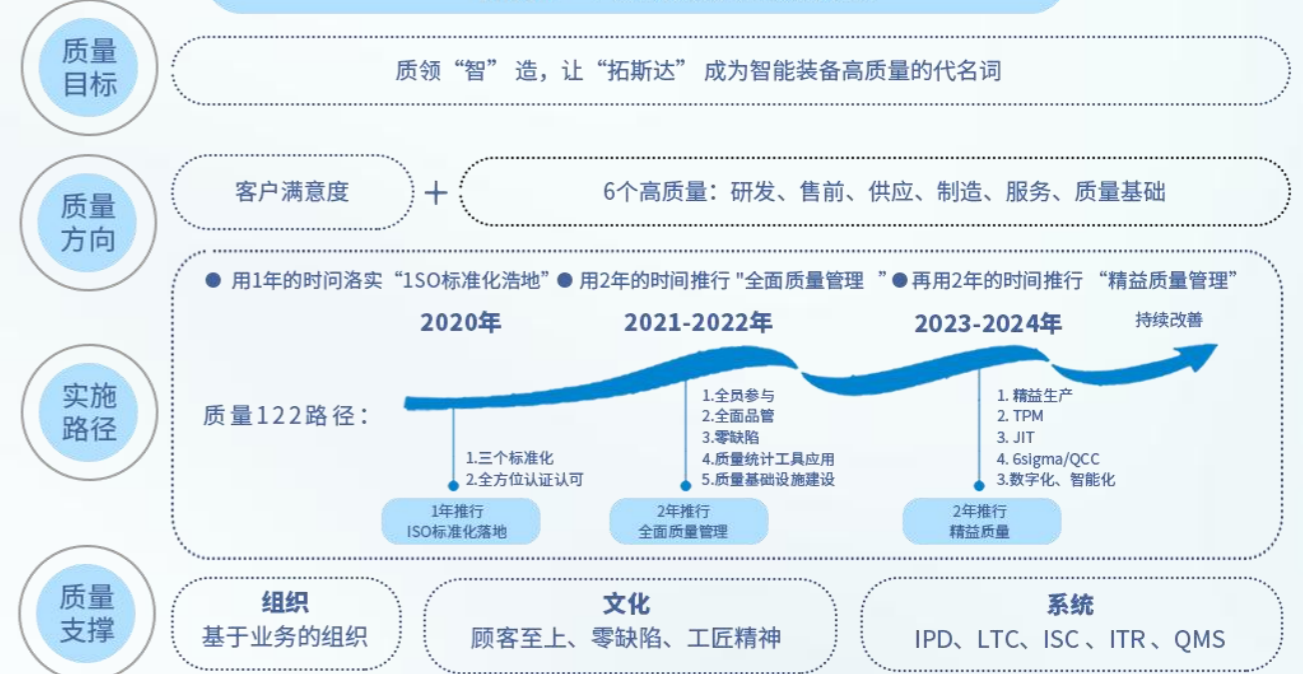 质量
目标
质领“智” 造，让“拓斯达” 成为智能装备高质量的代名词
质量
方向
客户满意度
+
6个高质量：研发、售前、供应、制造、服务、质量基础
实施
路径
● 用1年的时问洛实“1SO标准化浩地”
● 用2年的时间推行 "全面质量管理 ”
● 再用2年的时间推行 “精益质量管理”
2020年
2021-2022年
2023-2024年
持续改善
质量122路径：
1.三个标准化
2.全方位认证认可
1.全员参与
2.全面品管
3.零缺陷
4.质量统计工具应用
5.质量基础设施建设
1. 精益生产
2. TPM
3. JIT
4. 6sigma/QCC
3.数字化、智能化
1年推行
ISO标准化落地
2年推行
全面质量管理
2年推行
精益质量
质量
支撑
组织
基于业务的组织
文化
顾客至上、零缺陷、工匠精神
系统
IPD、LTC、ISC 、ITR 、QMS